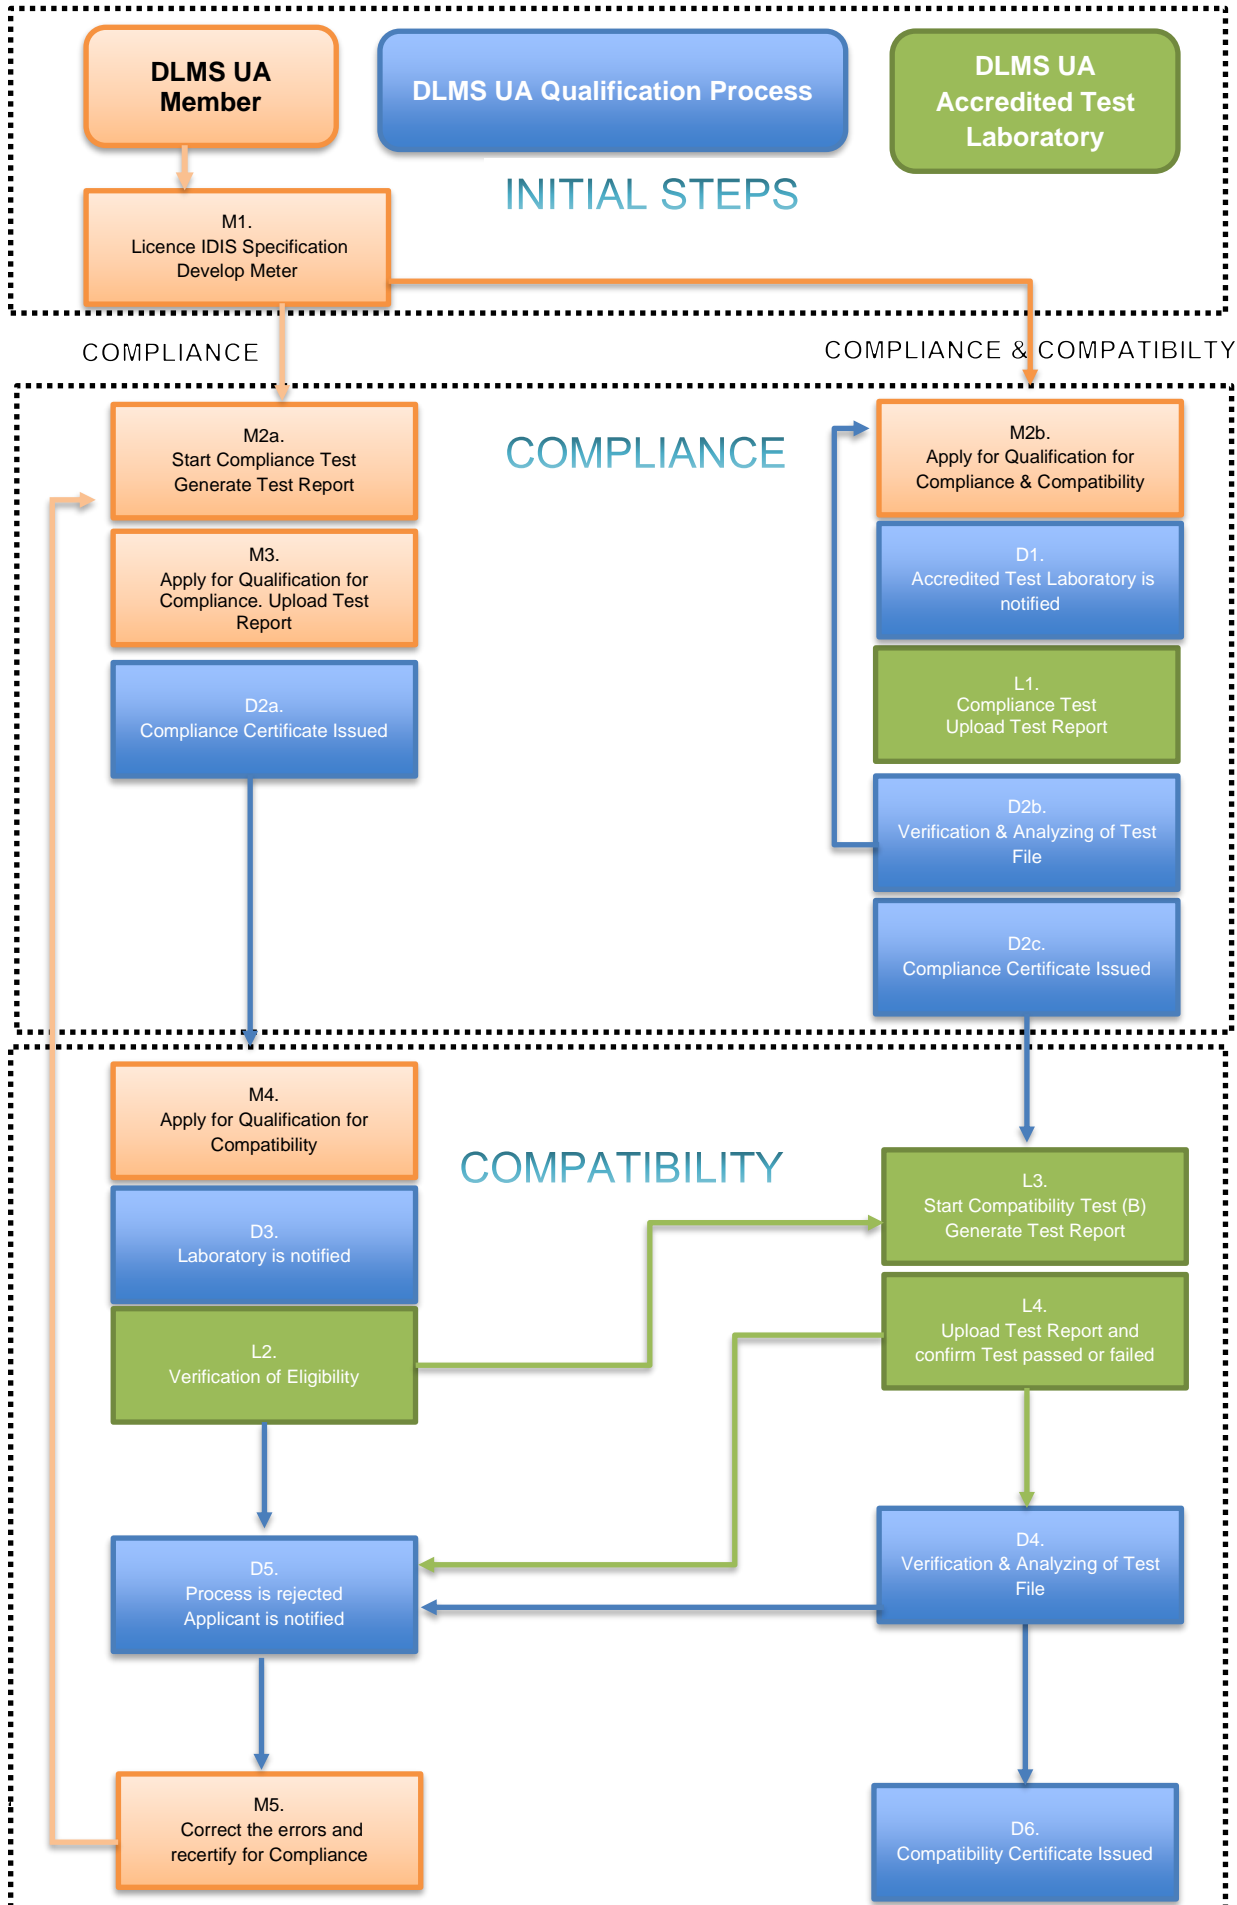 DLMS UA
Member
DLMS UA Qualification Process
DLMS UA
Accredited Test
Laboratory
INITIAL STEPS
M1.
Licence IDIS Specification
Develop Meter
COMPLIANCE
COMPLIANCE & COMPATIBILTY
M2a.
Start Compliance Test
Generate Test Report
COMPLIANCE
M2b.
Apply for Qualification for
Compliance & Compatibility
M3.
Apply for Qualification for
Compliance. Upload Test
Report
D1.
Accredited Test Laboratory is
notified
D2a.
Compliance Certificate Issued
L1.
Compliance Test
Upload Test Report
D2b.
Verification & Analyzing of Test
File
D2c.
Compliance Certificate Issued
M4.
Apply for Qualification for
Compatibility
COMPATIBILITY
L3.
Start Compatibility Test (B)
Generate Test Report
D3.
Laboratory is notified
L4.
Upload Test Report and
confirm Test passed or failed
L2.
Verification of Eligibility
D5.
Process is rejected
Applicant is notified
D4.
Verification & Analyzing of Test
File
M5.
Correct the errors and
recertify for Compliance
D6.
Compatibility Certificate Issued